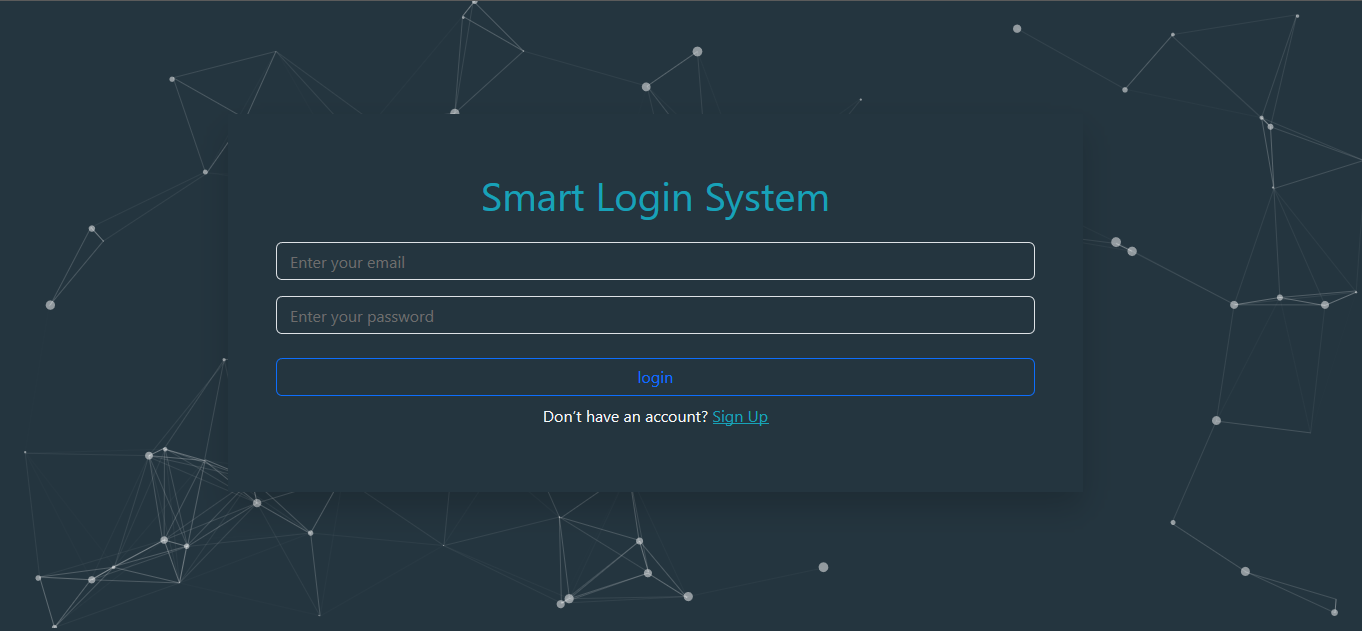 Smart Login System
Enter your email
Enter your password
login
Don’t have an account? Sign Up